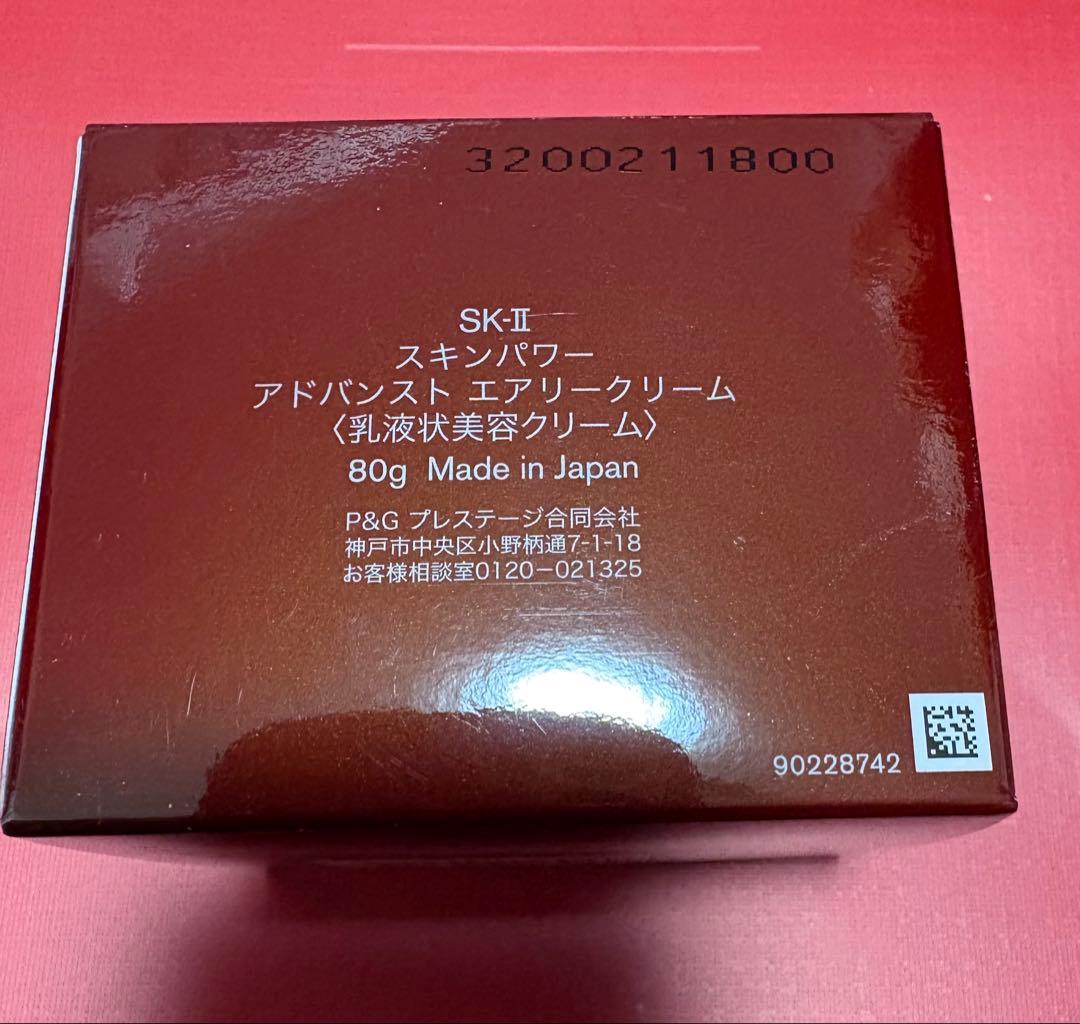 3200211800
SK-Ⅱ
スキンパワー
アドバンスト エアリークリーム
〈乳液状美容クリーム〉
80g Made in Japan
P&G プレステージ合同会社
神戸市中央区小野柄通7-1-18
お客様相談室0120-021325
90228742